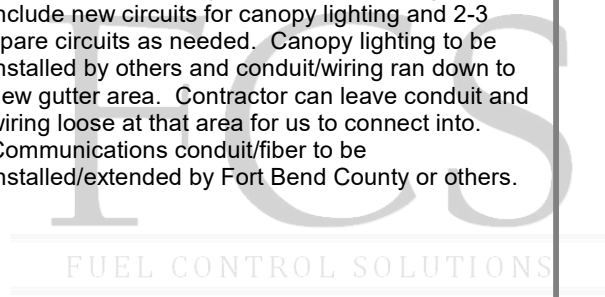 nclude new circuits for canopy lighting and 2-3
pare circuits as needed. Canopy lighting to be
nstalled by others and conduit/wiring ran down to
ew gutter area. Contractor can leave conduit and
wiring loose at that area for us to connect into.
Communications conduit/fiber to be
nstalled/extended by Fort Bend County or others.
FCS
FUEL CONTROL SOLUTIONS